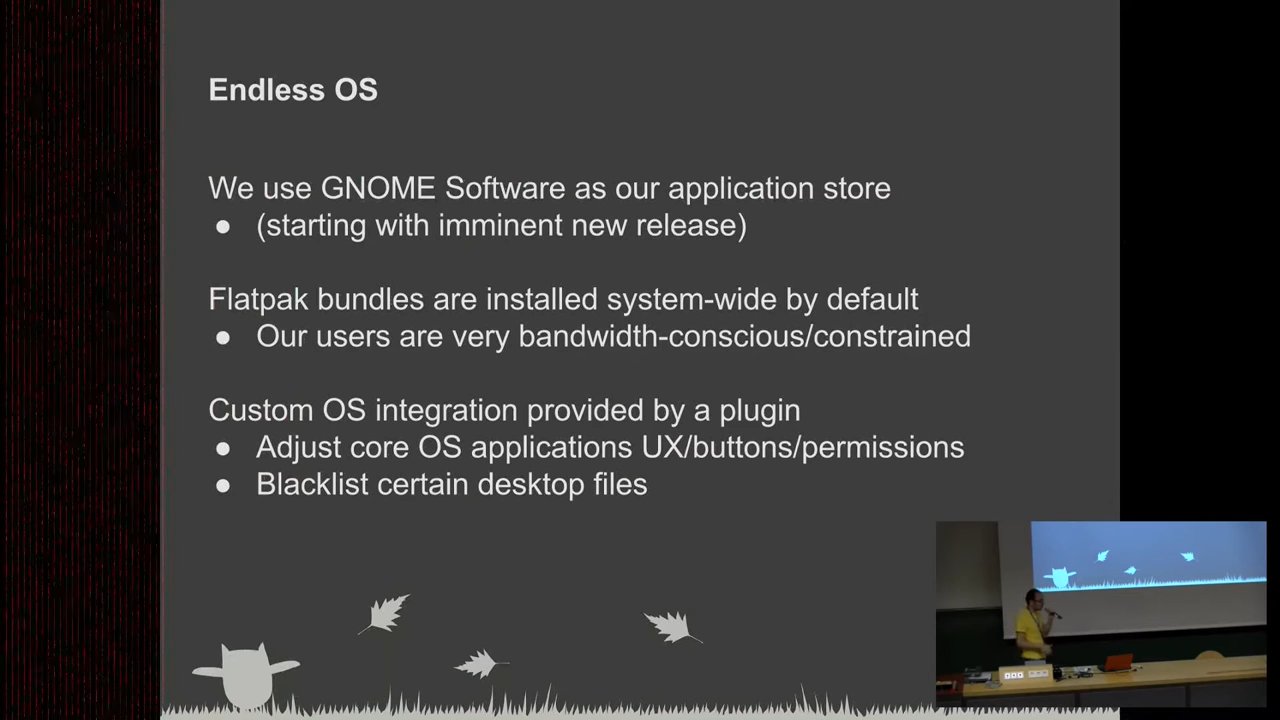 Endless OS
We use GNOME Software as our application store
● (starting with imminent new release)
Flatpak bundles are installed system-wide by default
● Our users are very bandwidth-conscious/constrained
Custom OS integration provided by a plugin
● Adjust core OS applications UX/buttons/permissions
● Blacklist certain desktop files